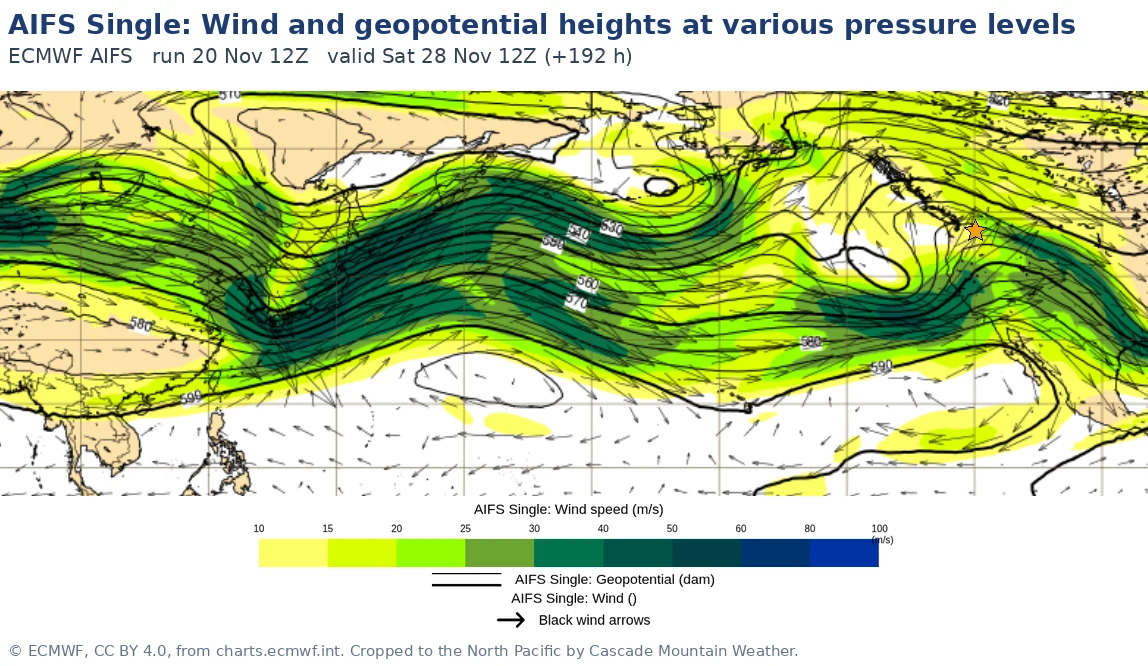 AIFS Single: Wind and geopotential heights at various pressure levels
ECMWF AIFS run 20 Nov 12Z valid Sat 28 Nov 12Z (+192 h)
510
540
530
550
560
570
580
580
590
590
AIFS Single: Wind speed (m/s)
10 15 20 25 30 40 50 60 80 100
(m/s)
AIFS Single: Geopotential (dam)
AIFS Single: Wind ()
Black wind arrows
© ECMWF, CC BY 4.0, from charts.ecmwf.int. Cropped to the North Pacific by Cascade Mountain Weather.